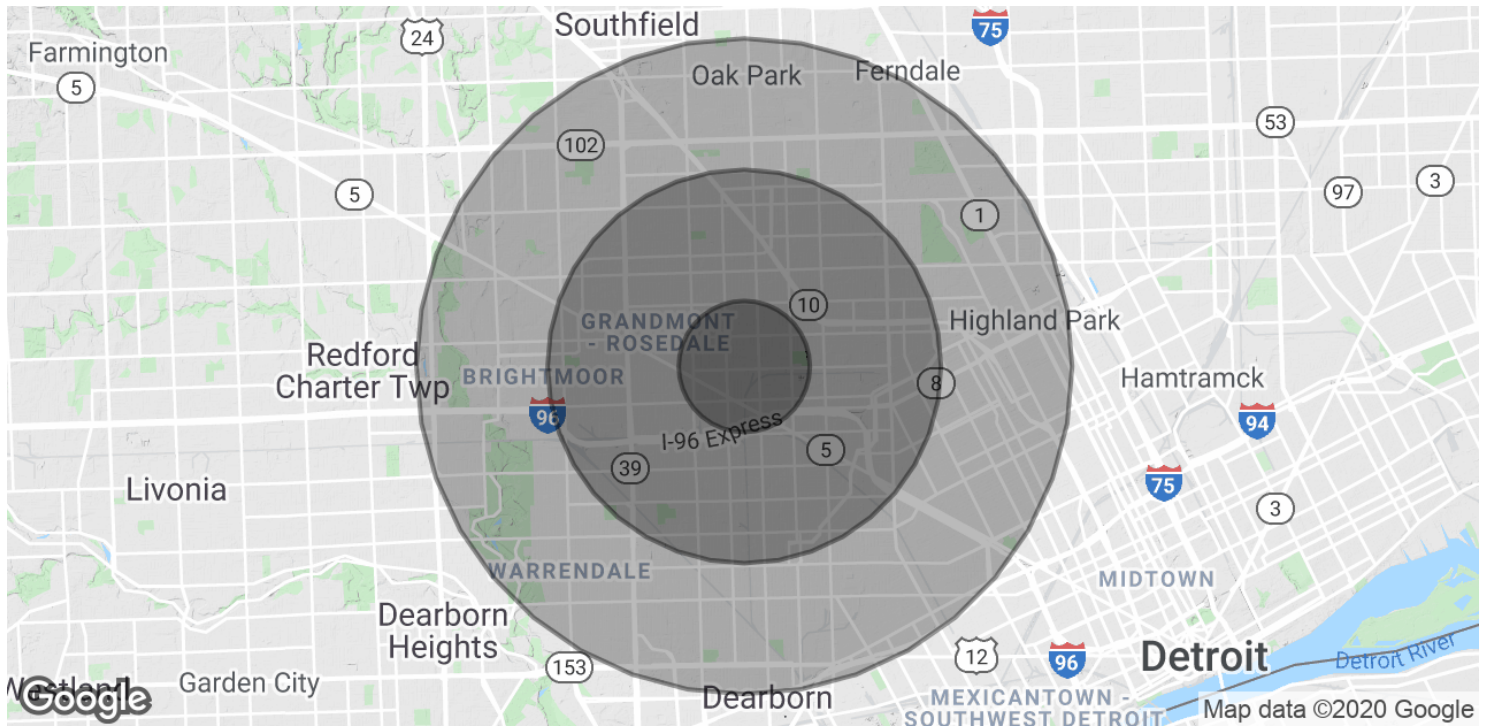 Southfield
75
24
Farmington
Oak Park
Ferndale
5
53
102
3
97
5
1
10
GRANDMONT
- ROSEDALE
Highland Park
Redford
Charter Twp
BRIGHTMOOR
Hamtramck
8
96
94
I-96 Express
5
39
75
Livonia
3
WARRENDALE
MIDTOWN
Dearborn
Heights
12
96
Detroit
Detroit River
153
Garden City
Westland
Google
Dearborn
MEXICANTOWN -
SOUTHWEST DETROIT
Map data ©2020 Google